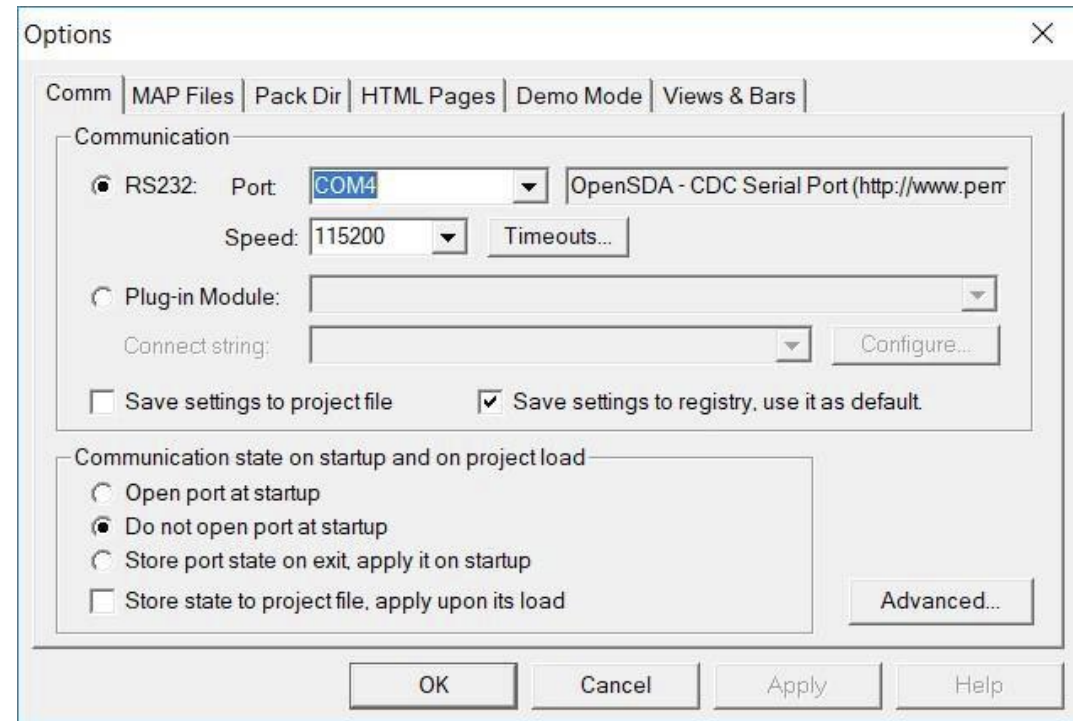 Options
Comm MAP Files Pack Dir HTML Pages Demo Mode Views & Bars
Communication
RS232: Port: COM4 OpenSDA - CDC Serial Port (http://www.pem
Speed: 115200 Timeouts...
Plug-in Module:
Connect string: Configure...
Save settings to project file Save settings to registry, use it as default.
Communication state on startup and on project load
Open port at startup
Do not open port at startup
Store port state on exit, apply it on startup
Store state to project file, apply upon its load Advanced...
OK Cancel Apply Help